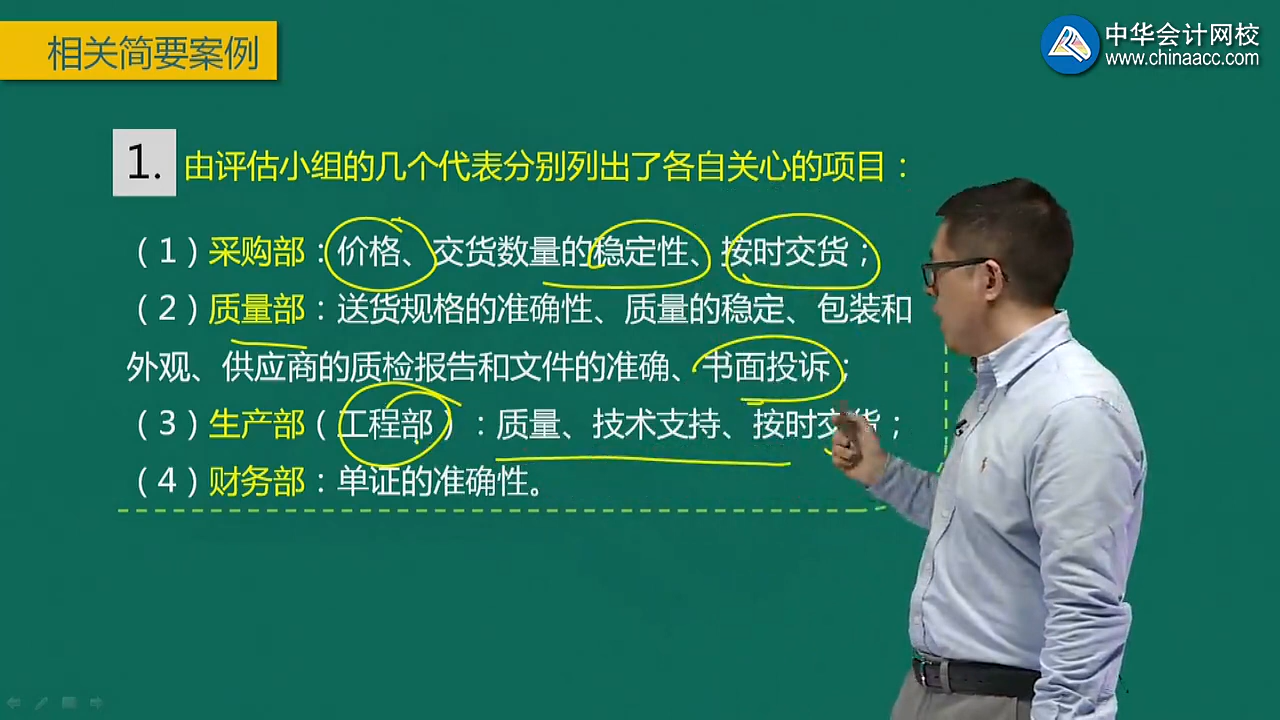 相关简要案例
中华会计网校
www.chinaacc.com
1. 由评估小组的几个代表分别列出了各自关心的项目：
（1）采购部：价格、交货数量的稳定性、按时交货；
（2）质量部：送货规格的准确性、质量的稳定、包装和
外观、供应商的质检报告和文件的准确、书面投诉；
（3）生产部（工程部）：质量、技术支持、按时交货；
（4）财务部：单证的准确性。